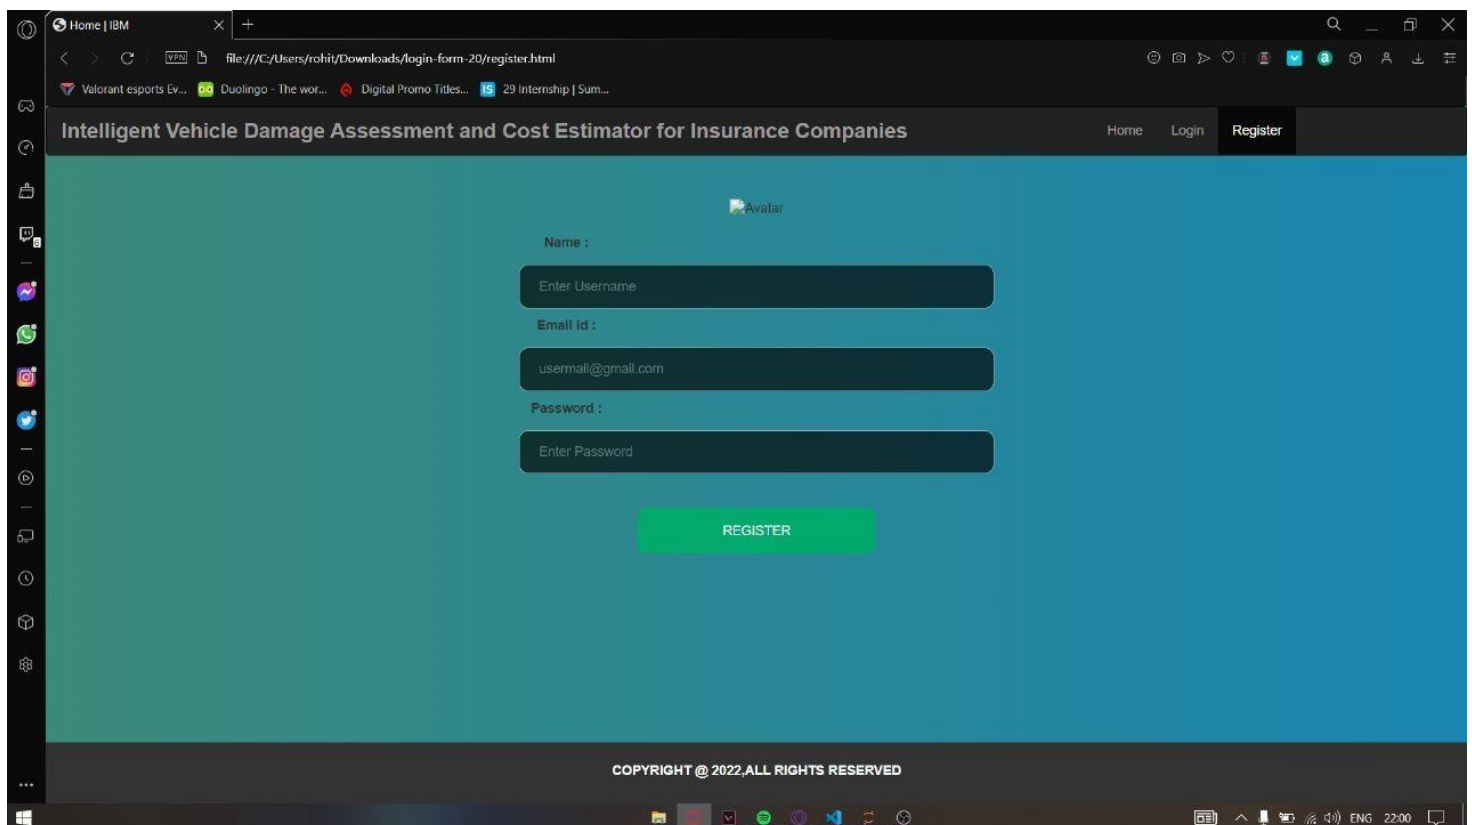 Home | IBM
VPN
file:///C:/Users/rohit/Downloads/login-form-20/register.html
Valorant esports Ev...
Duolingo - The wor...
Digital Promo Titles...
IS
29 Internship | Sum...
Intelligent Vehicle Damage Assessment and Cost Estimator for Insurance Companies
Home
Login
Register
Avatar
Name :
Enter Username
Email id :
usermail@gmail.com
Password :
Enter Password
REGISTER
COPYRIGHT @ 2022,ALL RIGHTS RESERVED
ENG
22:00